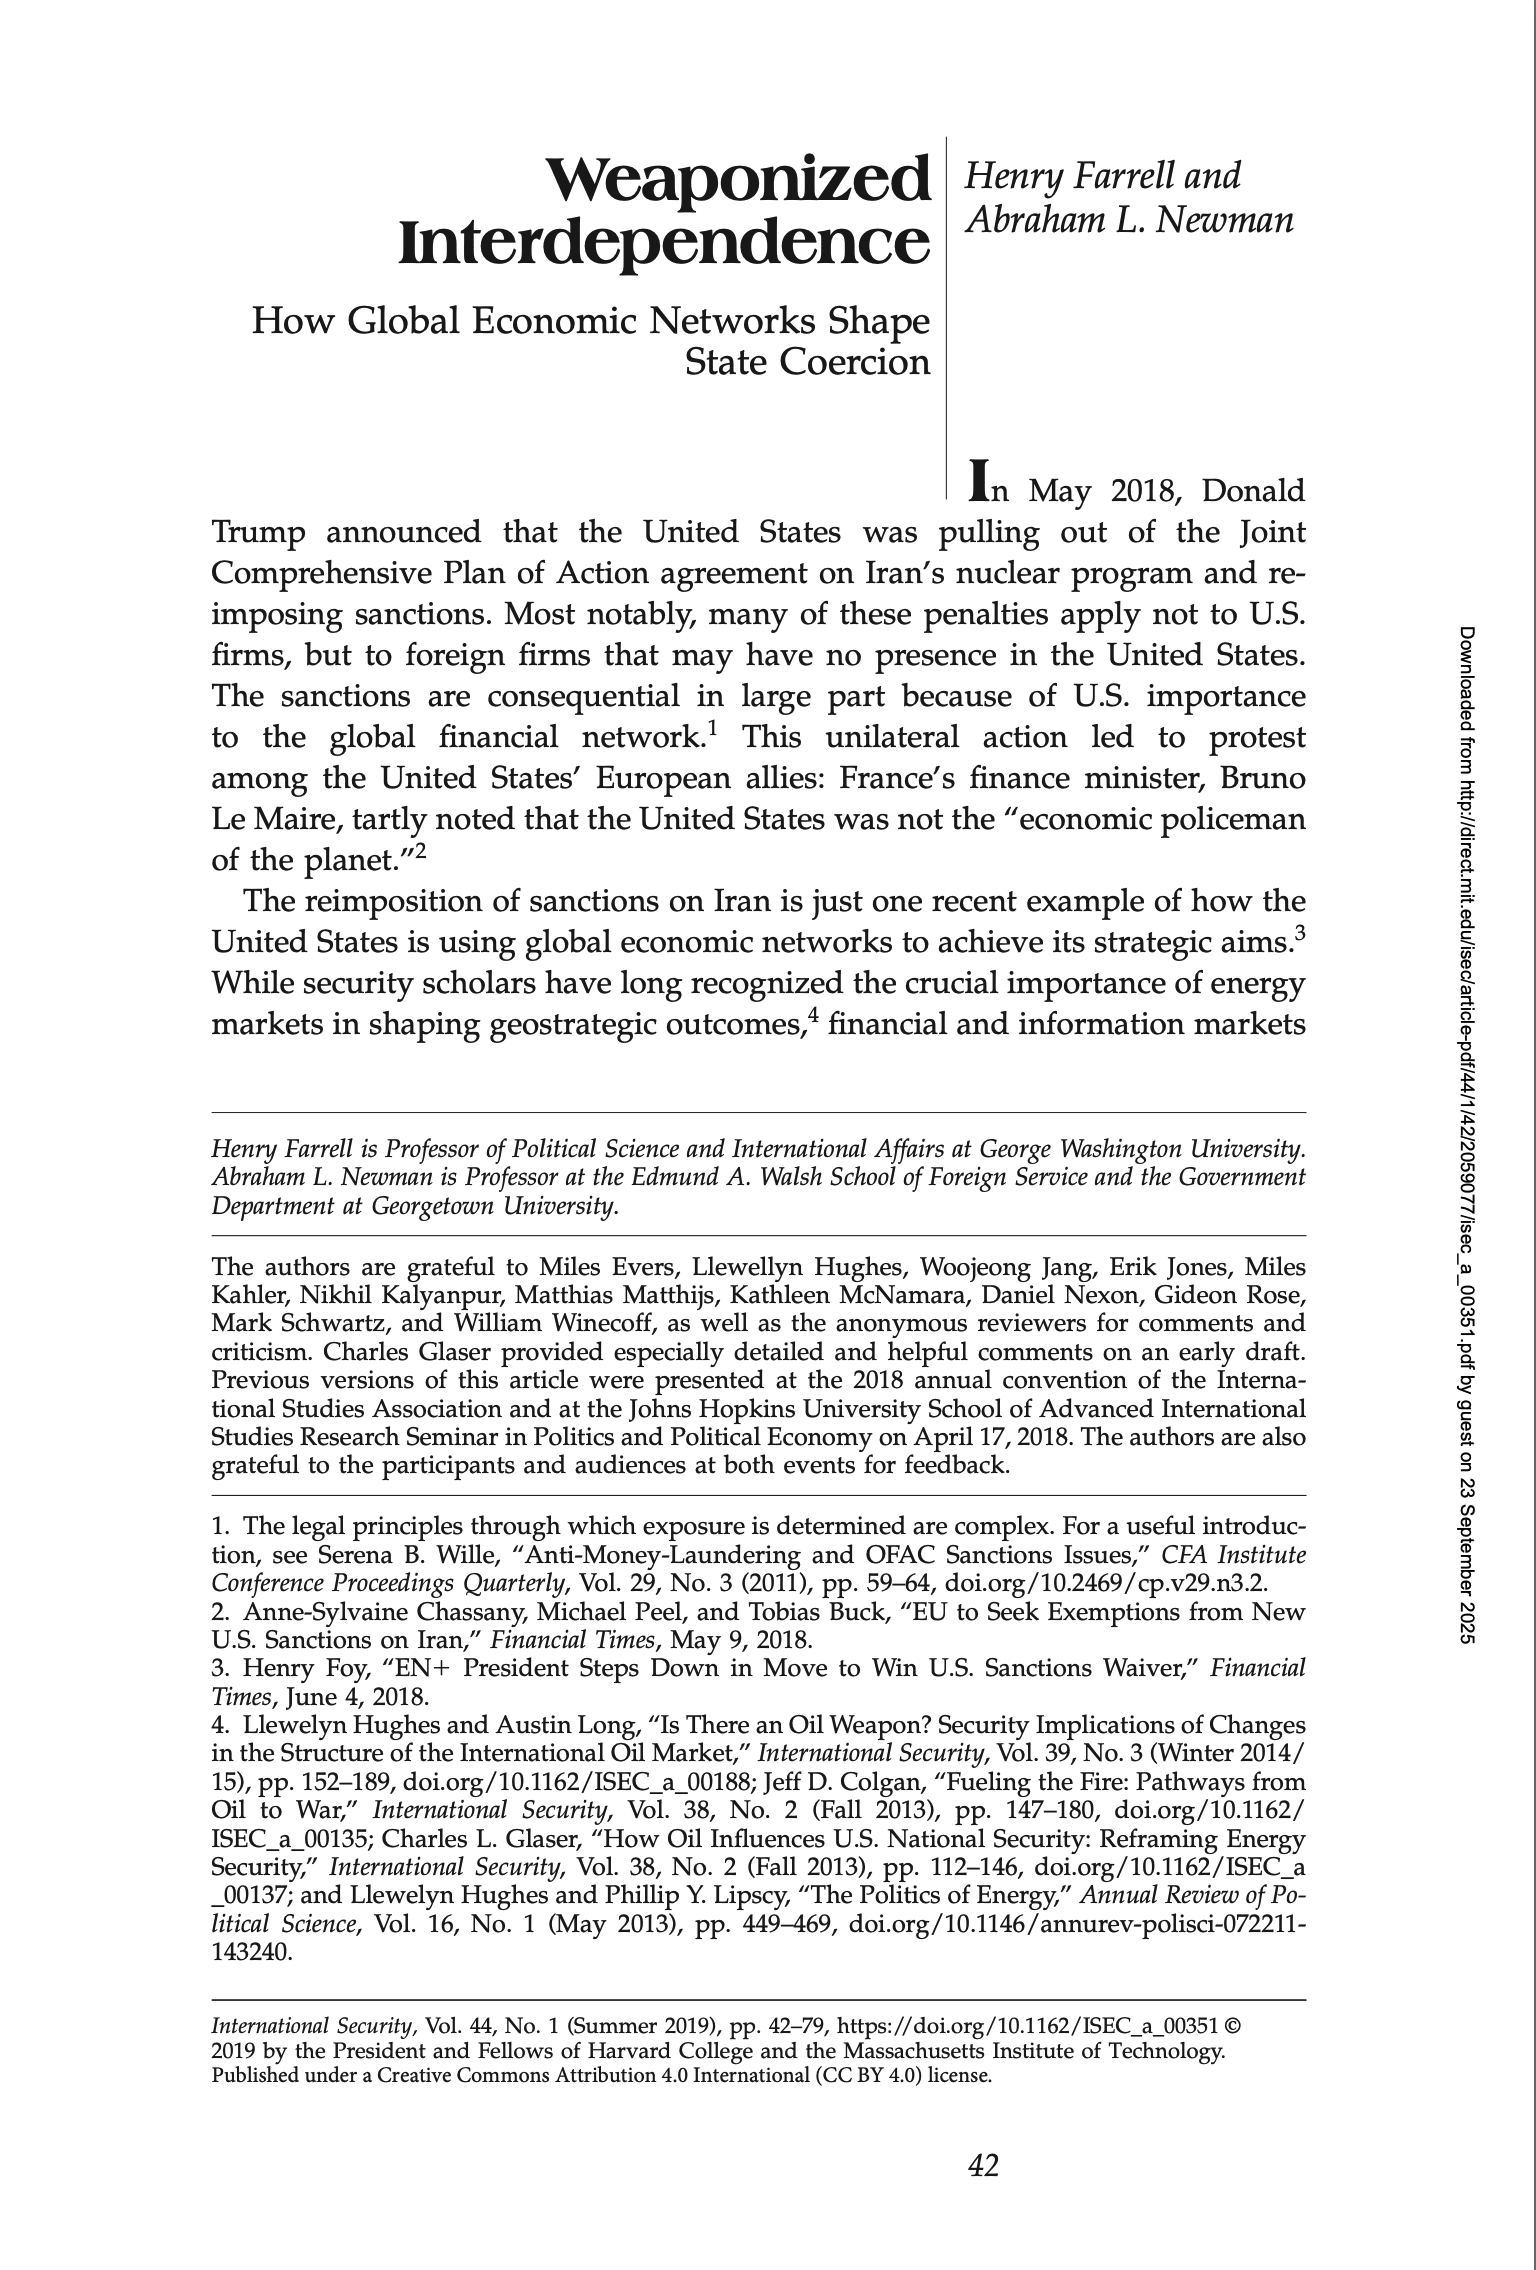 Weaponized
Interdependence
How Global Economic Networks Shape
State Coercion
Henry Farrell and
Abraham L. Newman
In May 2018, Donald
Trump announced that the United States was pulling out of the Joint
Comprehensive Plan of Action agreement on Iran’s nuclear program and re-
imposing sanctions. Most notably, many of these penalties apply not to U.S.
firms, but to foreign firms that may have no presence in the United States.
The sanctions are consequential in large part because of U.S. importance
to the global financial network.1 This unilateral action led to protest
among the United States’ European allies: France’s finance minister, Bruno
Le Maire, tartly noted that the United States was not the “economic policeman
of the planet.”2
The reimposition of sanctions on Iran is just one recent example of how the
United States is using global economic networks to achieve its strategic aims.3
While security scholars have long recognized the crucial importance of energy
markets in shaping geostrategic outcomes,4 financial and information markets
Henry Farrell is Professor of Political Science and International Affairs at George Washington University.
Abraham L. Newman is Professor at the Edmund A. Walsh School of Foreign Service and the Government
Department at Georgetown University.
The authors are grateful to Miles Evers, Llewellyn Hughes, Woojeong Jang, Erik Jones, Miles
Kahler, Nikhil Kalyanpur, Matthias Matthijs, Kathleen McNamara, Daniel Nexon, Gideon Rose,
Mark Schwartz, and William Winecoff, as well as the anonymous reviewers for comments and
criticism. Charles Glaser provided especially detailed and helpful comments on an early draft.
Previous versions of this article were presented at the 2018 annual convention of the Interna-
tional Studies Association and at the Johns Hopkins University School of Advanced International
Studies Research Seminar in Politics and Political Economy on April 17, 2018. The authors are also
grateful to the participants and audiences at both events for feedback.
1. The legal principles through which exposure is determined are complex. For a useful introduc-
tion, see Serena B. Wille, “Anti-Money-Laundering and OFAC Sanctions Issues,” CFA Institute
Conference Proceedings Quarterly, Vol. 29, No. 3 (2011), pp. 59–64, doi.org/10.2469/cp.v29.n3.2.
2. Anne-Sylvaine Chassany, Michael Peel, and Tobias Buck, “EU to Seek Exemptions from New
U.S. Sanctions on Iran,” Financial Times, May 9, 2018.
3. Henry Foy, “EN+ President Steps Down in Move to Win U.S. Sanctions Waiver,” Financial
Times, June 4, 2018.
4. Llewelyn Hughes and Austin Long, “Is There an Oil Weapon? Security Implications of Changes
in the Structure of the International Oil Market,” International Security, Vol. 39, No. 3 (Winter 2014/
15), pp. 152–189, doi.org/10.1162/ISEC_a_00188; Jeff D. Colgan, “Fueling the Fire: Pathways from
Oil to War,” International Security, Vol. 38, No. 2 (Fall 2013), pp. 147–180, doi.org/10.1162/
ISEC_a_00135; Charles L. Glaser, “How Oil Influences U.S. National Security: Reframing Energy
Security,” International Security, Vol. 38, No. 2 (Fall 2013), pp. 112–146, doi.org/10.1162/ISEC_a
_00137; and Llewelyn Hughes and Phillip Y. Lipscy, “The Politics of Energy,” Annual Review of Po-
litical Science, Vol. 16, No. 1 (May 2013), pp. 449–469, doi.org/10.1146/annurev-polisci-072211-
143240.
International Security, Vol. 44, No. 1 (Summer 2019), pp. 42–79, https://doi.org/10.1162/ISEC_a_00351 ©
2019 by the President and Fellows of Harvard College and the Massachusetts Institute of Technology.
Published under a Creative Commons Attribution 4.0 International (CC BY 4.0) license.
42
Downloaded from http://direct.mit.edu/isec/article-pdf/44/1/42/2059077/isec_a_00351.pdf by guest on 23 September 2025